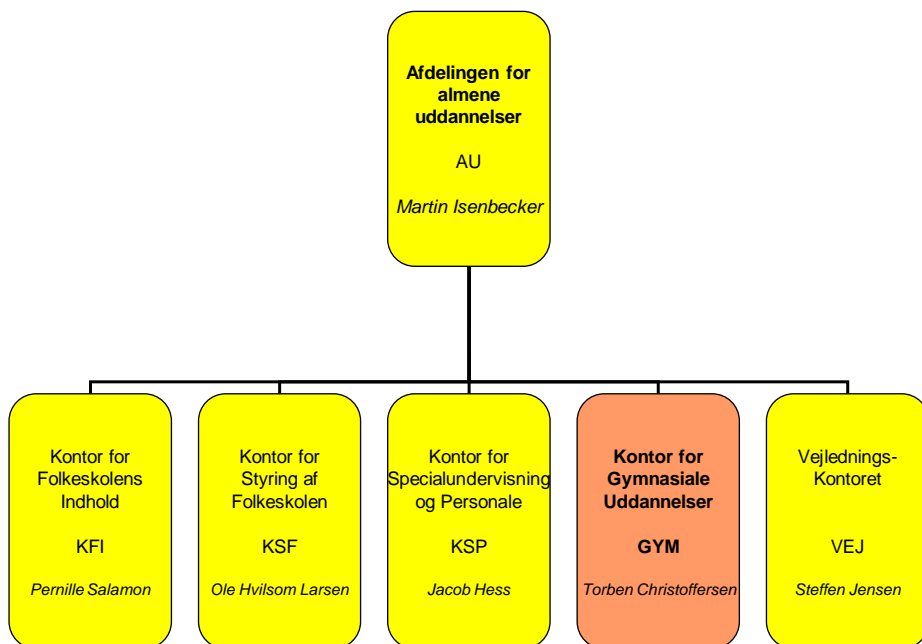 Afdelingen for
almene
uddannelser
AU
Martin Isenbecker
Kontor for
Folkeskolens
Indhold
KFI
Pernille Salamon
Kontor for
Styring af
Folkeskolen
KSF
Ole Hvilsom Larsen
Kontor for
Specialundervisning
og Personale
KSP
Jacob Hess
Kontor for
Gymnasiale
Uddannelser
GYM
Torben Christoffersen
Vejlednings-
Kontoret
VEJ
Steffen Jensen